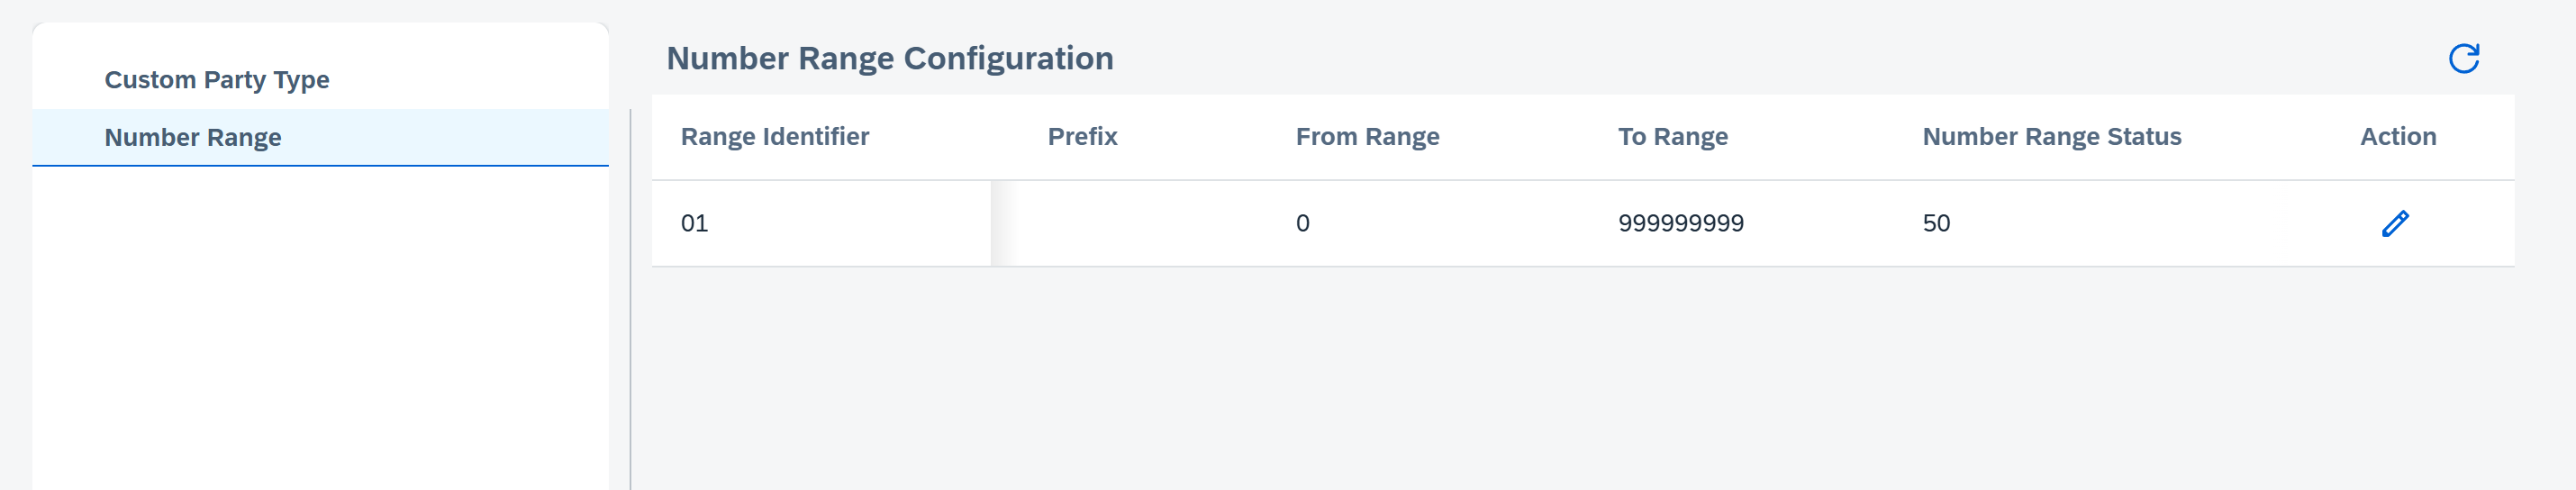 Custom Party Type
Number Range
Number Range Configuration
Range Identifier Prefix From Range To Range Number Range Status Action
01 0 999999999 50